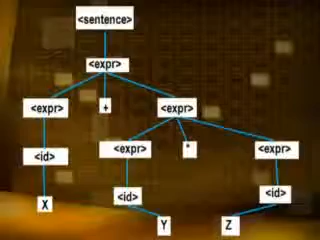 <sentence>
<expr>
<expr> + <expr>
<id> <expr> * <expr>
X <id> <id>
Y Z